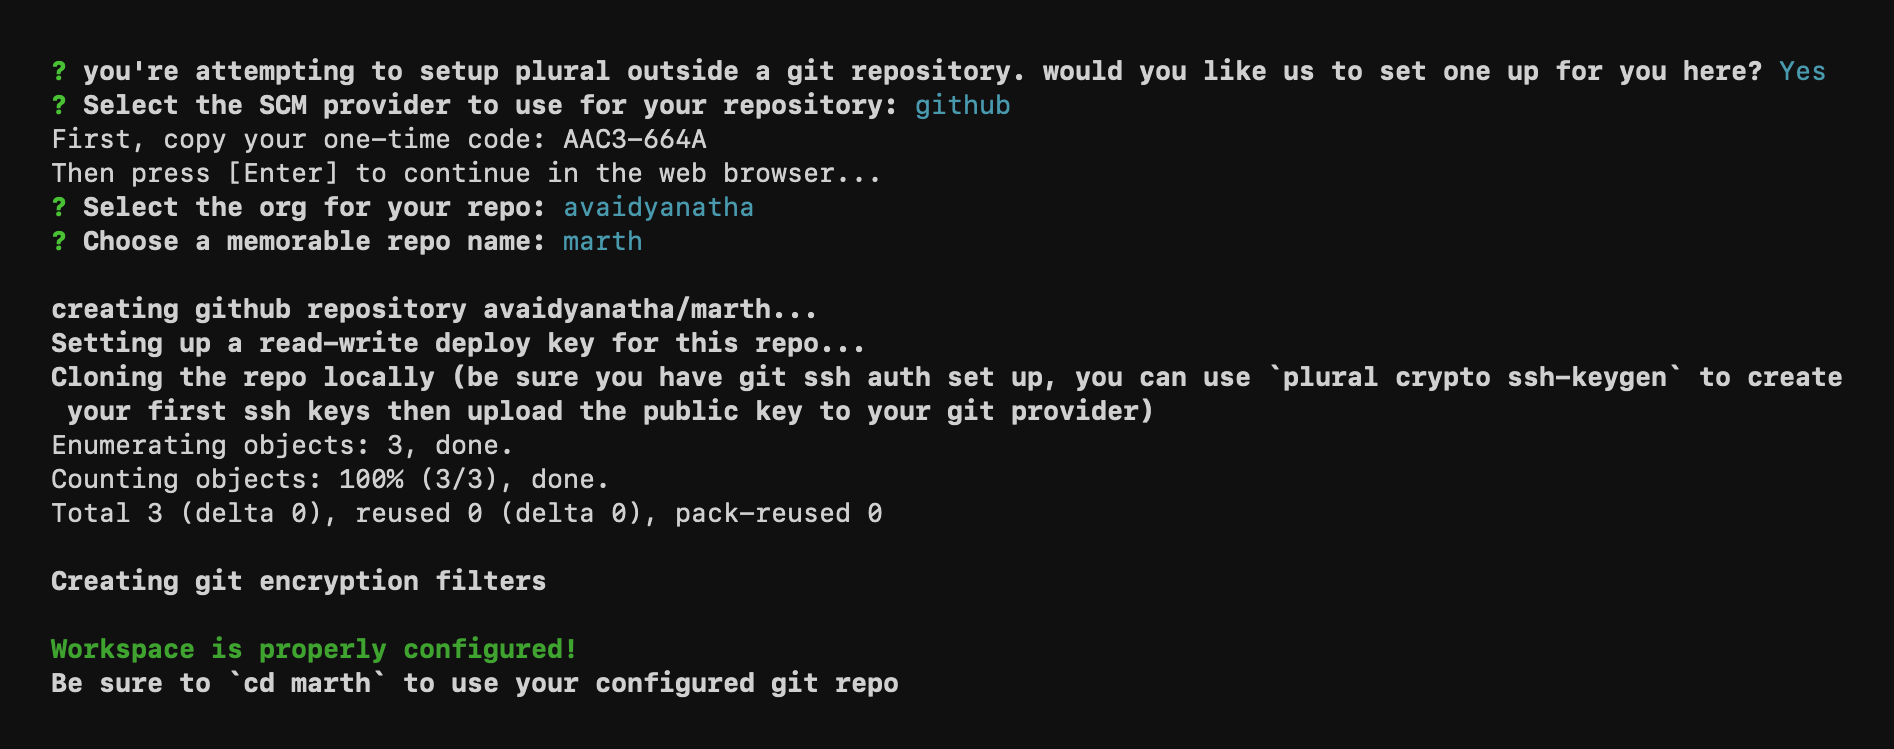 ? you're attempting to setup plural outside a git repository. would you like us to set one up for you here? Yes
? Select the SCM provider to use for your repository: github
First, copy your one-time code: AAC3-664A
Then press [Enter] to continue in the web browser...
? Select the org for your repo: avaidyanatha
? Choose a memorable repo name: marth
creating github repository avaidyanatha/marth...
Setting up a read-write deploy key for this repo...
Cloning the repo locally (be sure you have git ssh auth set up, you can use `plural crypto ssh-keygen` to create
your first ssh keys then upload the public key to your git provider)
Enumerating objects: 3, done.
Counting objects: 100% (3/3), done.
Total 3 (delta 0), reused 0 (delta 0), pack-reused 0
Creating git encryption filters
Workspace is properly configured!
Be sure to `cd marth` to use your configured git repo